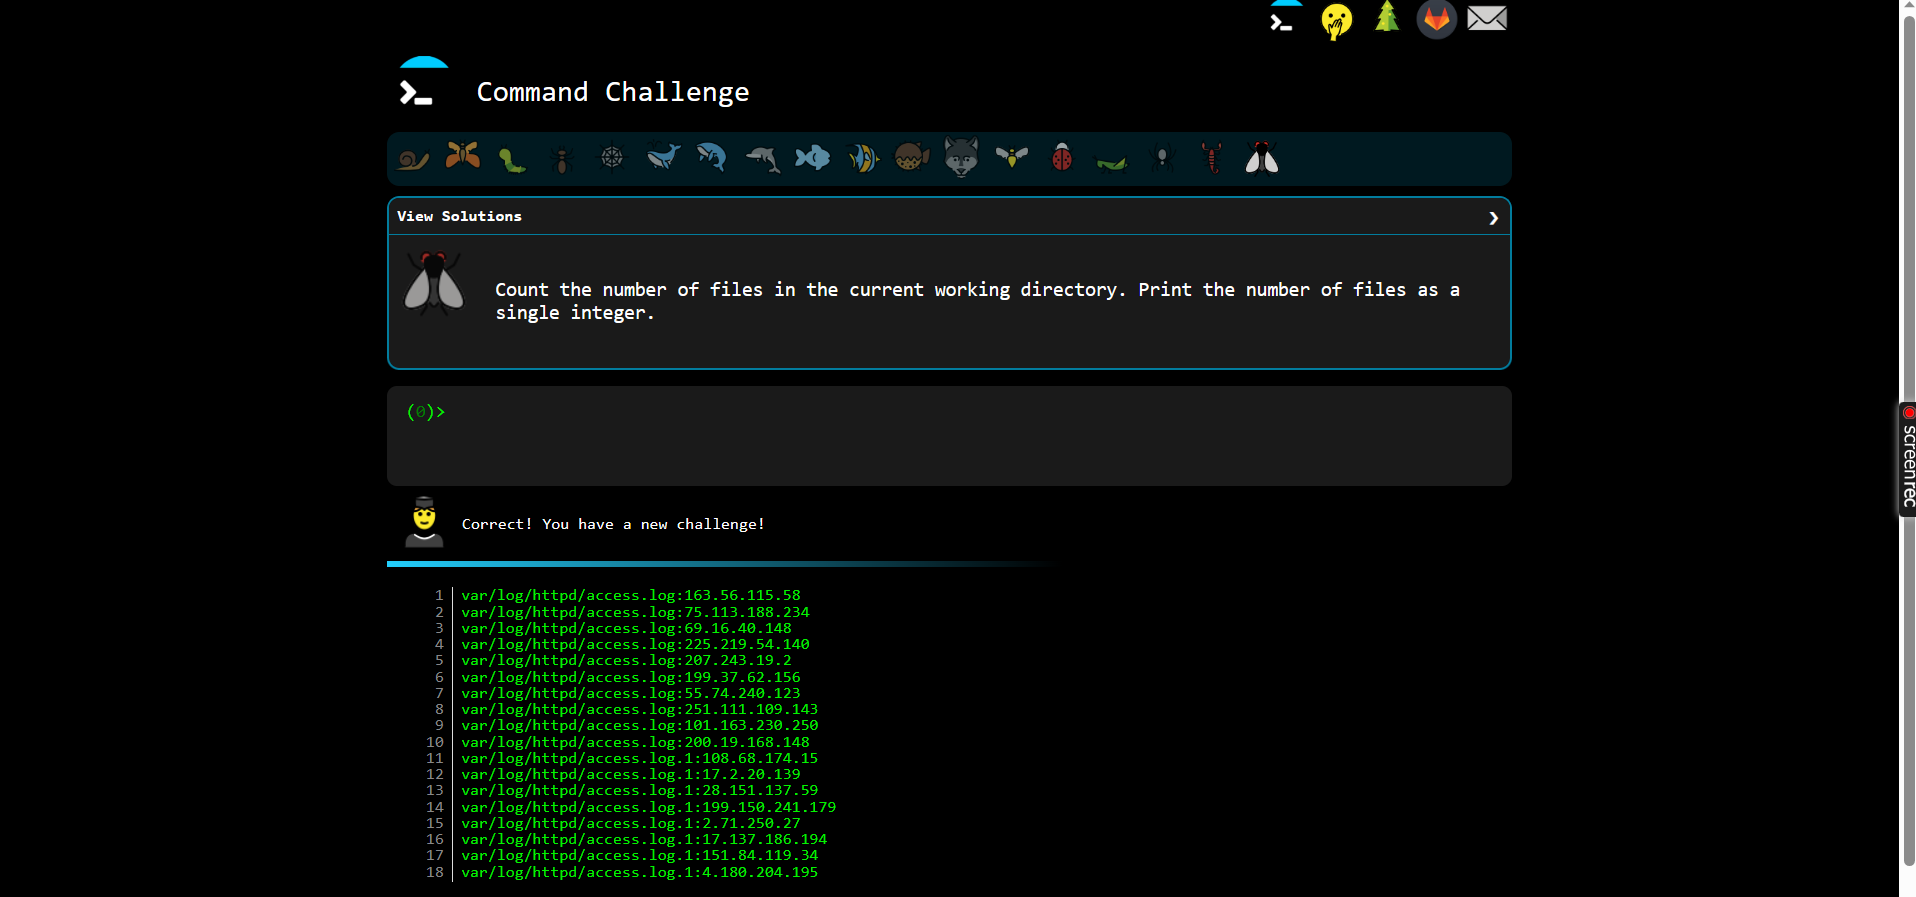 Command Challenge
View Solutions
Count the number of files in the current working directory. Print the number of files as a
single integer.
(0)>
Correct! You have a new challenge!
1 var/log/httpd/access.log:163.56.115.58
2 var/log/httpd/access.log:75.113.188.234
3 var/log/httpd/access.log:69.16.40.148
4 var/log/httpd/access.log:225.219.54.140
5 var/log/httpd/access.log:207.243.19.2
6 var/log/httpd/access.log:199.37.62.156
7 var/log/httpd/access.log:55.74.240.123
8 var/log/httpd/access.log:251.111.109.143
9 var/log/httpd/access.log:101.163.230.250
10 var/log/httpd/access.log:200.19.168.148
11 var/log/httpd/access.log.1:108.68.174.15
12 var/log/httpd/access.log.1:17.2.20.139
13 var/log/httpd/access.log.1:28.151.137.59
14 var/log/httpd/access.log.1:199.150.241.179
15 var/log/httpd/access.log.1:2.71.250.27
16 var/log/httpd/access.log.1:17.137.186.194
17 var/log/httpd/access.log.1:151.84.119.34
18 var/log/httpd/access.log.1:4.180.204.195
screenrec